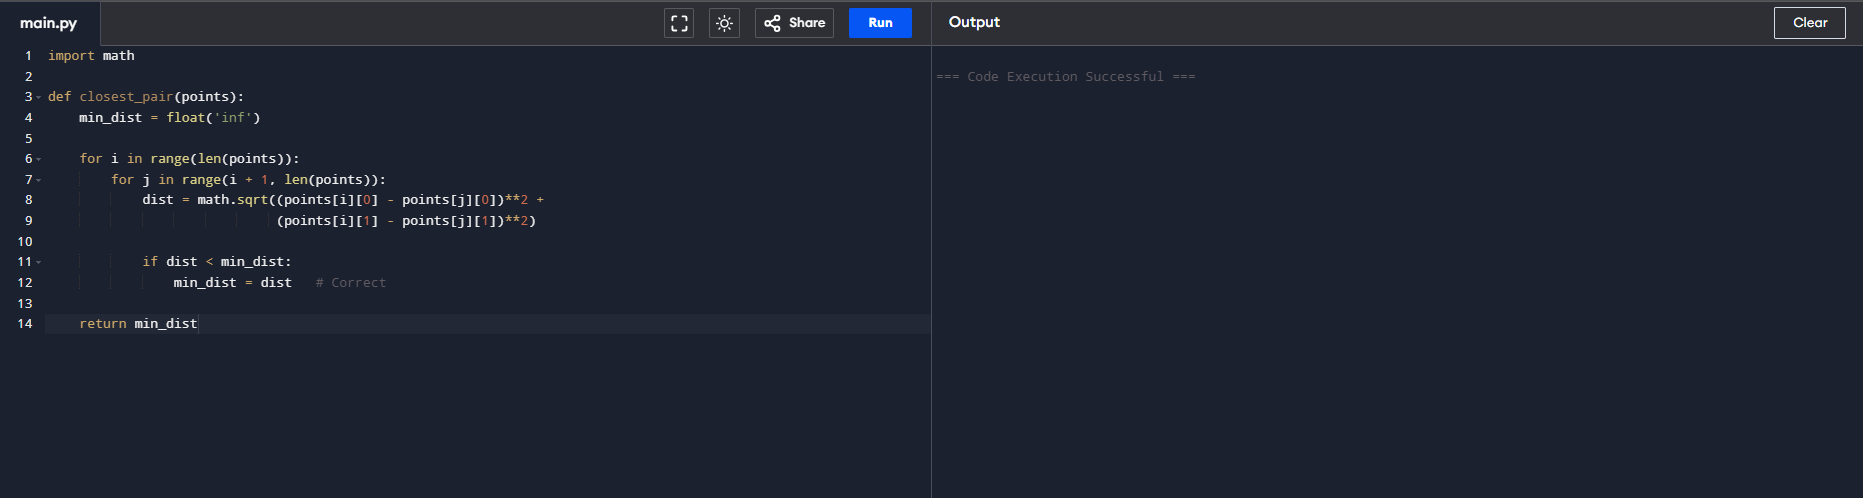 main.py
Share
Run
Output
Clear
1 import math
2
3 def closest_pair(points):
4     min_dist = float('inf')
5
6     for i in range(len(points)):
7         for j in range(i + 1, len(points)):
8             dist = math.sqrt((points[i][0] - points[j][0])**2 +
9                              (points[i][1] - points[j][1])**2)
10
11             if dist < min_dist:
12                 min_dist = dist   # Correct
13
14     return min_dist
=== Code Execution Successful ===